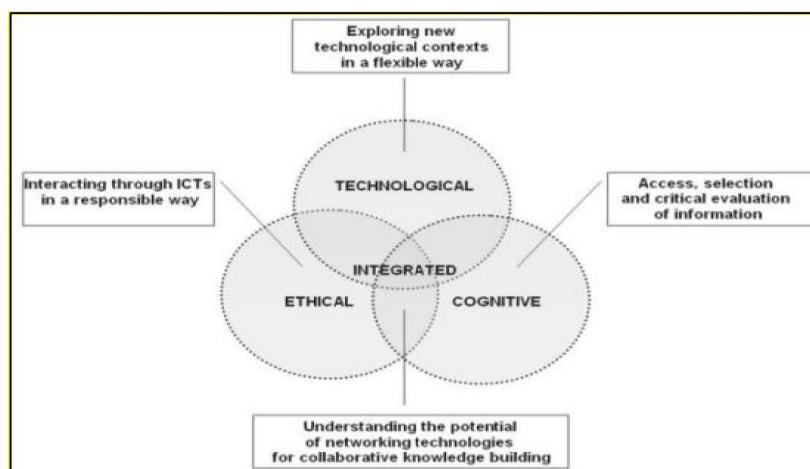 Exploring new
technological contexts
in a flexible way
TECHNOLOGICAL
Interacting through ICTs
in a responsible way
Access, selection
and critical evaluation
of information
INTEGRATED
ETHICAL
COGNITIVE
Understanding the potential
of networking technologies
for collaborative knowledge building